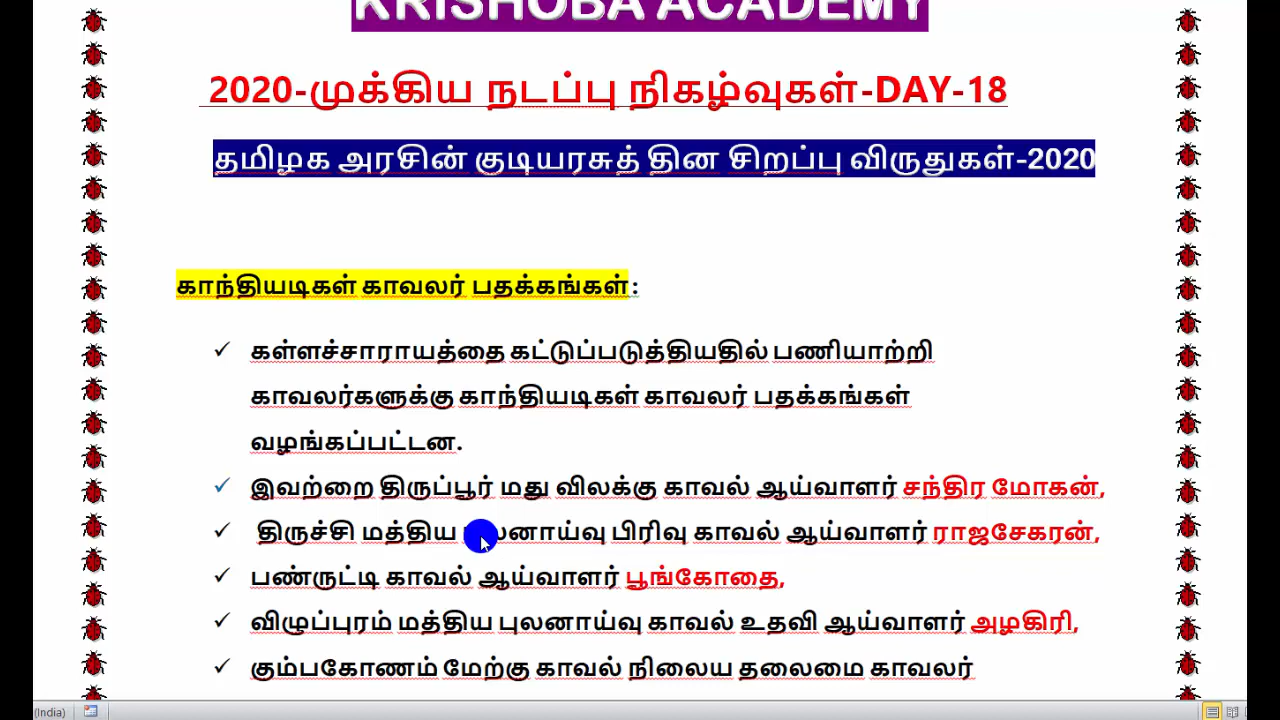 KRISHOBA ACADEMY
2020-முக்கிய நடப்பு நிகழ்வுகள்-DAY-18
தமிழக அரசின் குடியரசுத் தின சிறப்பு விருதுகள்-2020
காந்தியடிகள் காவலர் பதக்கங்கள்:
கள்ளச்சாராயத்தை கட்டுப்படுத்தியதில் பணியாற்றி
காவலர்களுக்கு காந்தியடிகள் காவலர் பதக்கங்கள்
வழங்கப்பட்டன.
இவற்றை திருப்பூர் மது விலக்கு காவல் ஆய்வாளர் சந்திர மோகன்,
திருச்சி மத்திய புலனாய்வு பிரிவு காவல் ஆய்வாளர் ராஜசேகரன்,
பண்ருட்டி காவல் ஆய்வாளர் பூங்கோதை,
விழுப்புரம் மத்திய புலனாய்வு காவல் உதவி ஆய்வாளர் அழகிரி,
கும்பகோணம் மேற்கு காவல் நிலைய தலைமை காவலர்
(India)